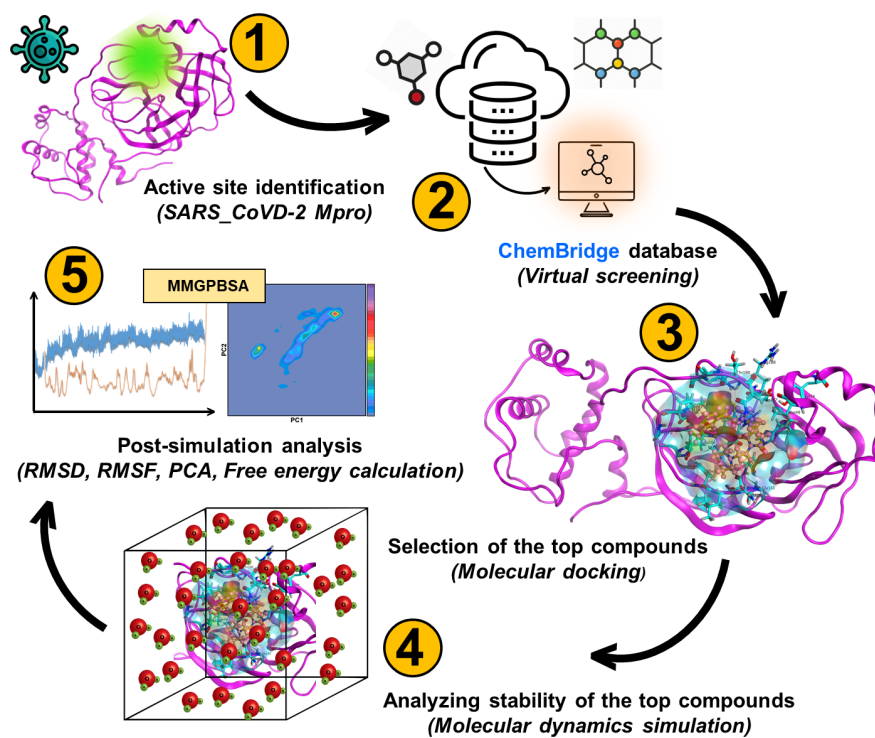 1
Active site identification
(SARS_CoVD-2 Mpro)
2
ChemBridge database
(Virtual screening)
3
Selection of the top compounds
(Molecular docking)
4
Analyzing stability of the top compounds
(Molecular dynamics simulation)
5
MMGPBSA
PC2
PC1
Post-simulation analysis
(RMSD, RMSF, PCA, Free energy calculation)